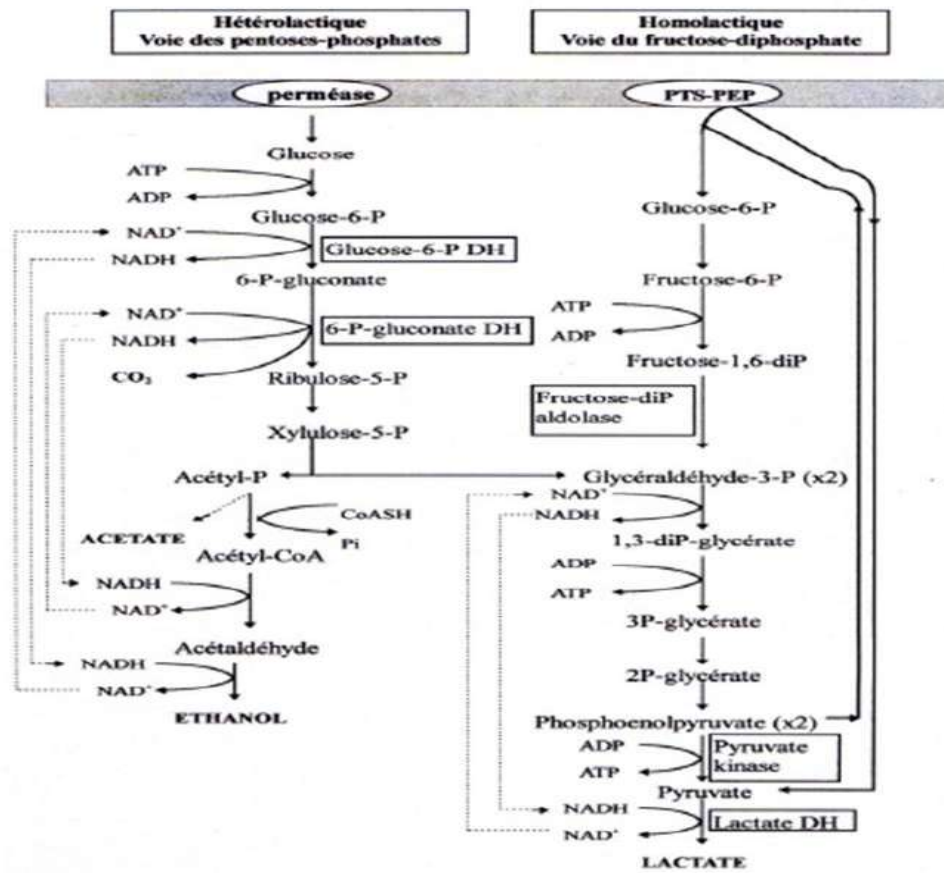 Hétérolactique
Voie des pentoses-phosphates
Homolactique
Voie du fructose-diphosphate
perméase
PTS-PEP
Glucose
ATP
ADP
Glucose-6-P
NAD⁺
NADH
Glucose-6-P DH
6-P-gluconate
NAD⁺
NADH
6-P-gluconate DH
CO₂
Ribulose-5-P
Xylulose-5-P
Acétyl-P
ACETATE
CoASH
Pi
Acétyl-CoA
NADH
NAD⁺
Acétaldéhyde
NADH
NAD⁺
ETHANOL
Glucose-6-P
Fructose-6-P
ATP
ADP
Fructose-1,6-diP
Fructose-diP
aldolase
Glycéraldéhyde-3-P (x2)
NAD⁺
NADH
1,3-diP-glycérate
ADP
ATP
3P-glycérate
2P-glycérate
Phosphoenolpyruvate (x2)
ADP
ATP
Pyruvate
kinase
Pyruvate
NADH
NAD⁺
Lactate DH
LACTATE